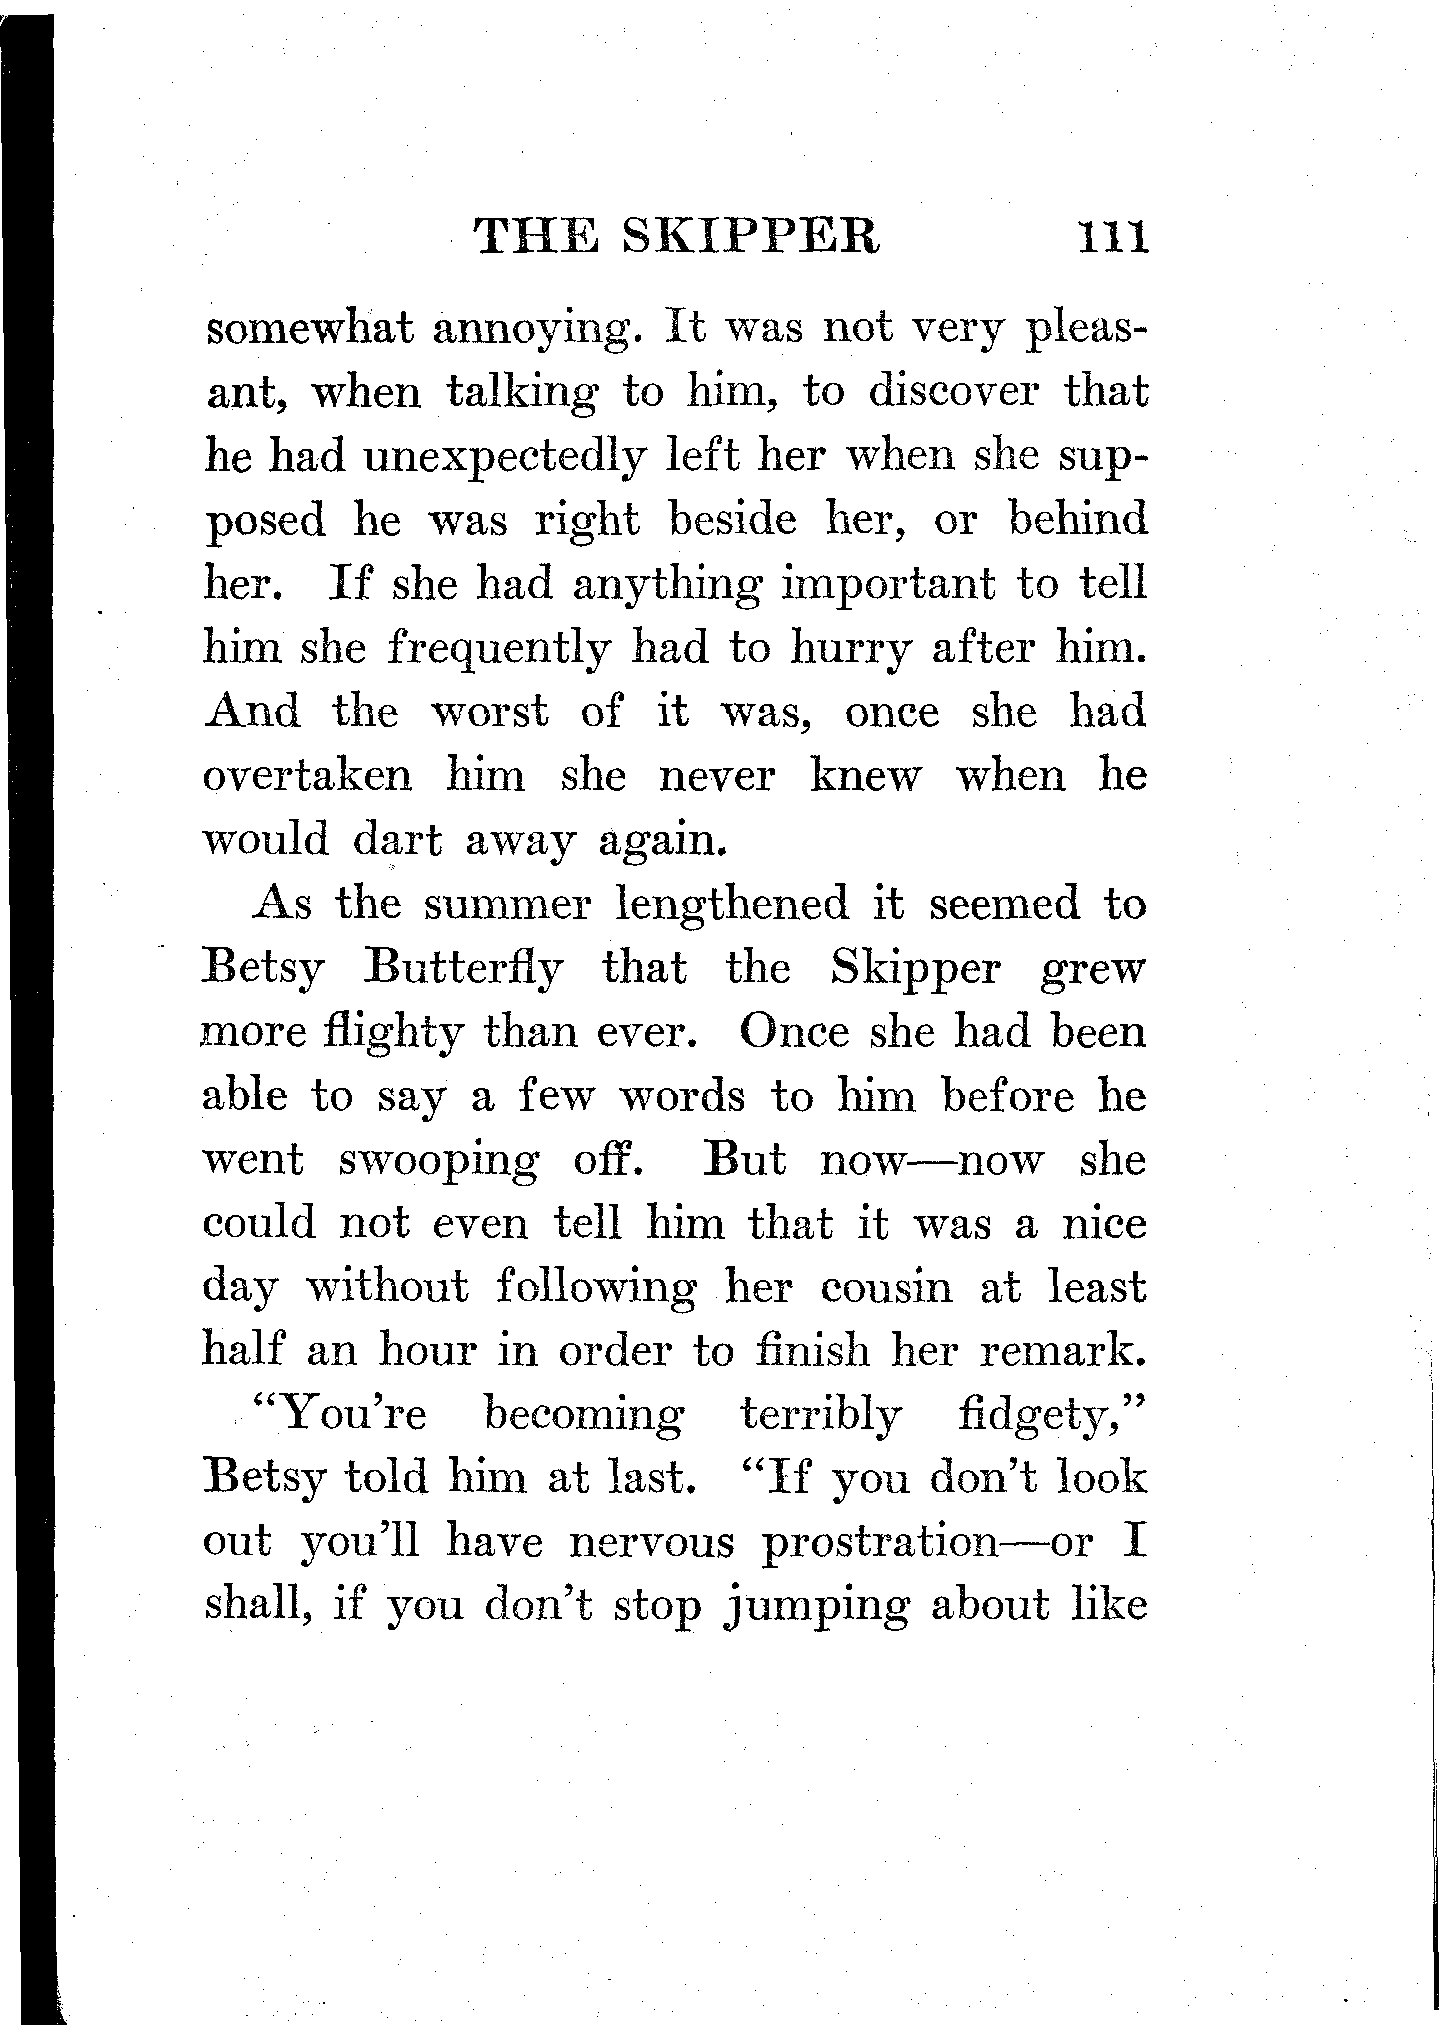 THE SKIPPER 111
somewhat annoying. It was not very pleas-
ant, when talking to him, to discover that
he had unexpectedly left her when she sup-
posed he was right beside her, or behind
her. If she had anything important to tell
him she frequently had to hurry after him.
And the worst of it was, once she had
overtaken him she never knew when he
would dart away again.
As the summer lengthened it seemed to
Betsy Butterfly that the Skipper grew
more flighty than ever. Once she had been
able to say a few words to him before he
went swooping off. But now—now she
could not even tell him that it was a nice
day without following her cousin at least
half an hour in order to finish her remark.
“You're becoming terribly fidgety,”
Betsy told him at last. “If you don't look
out you'll have nervous prostration—or I
shall, if you don't stop jumping about like